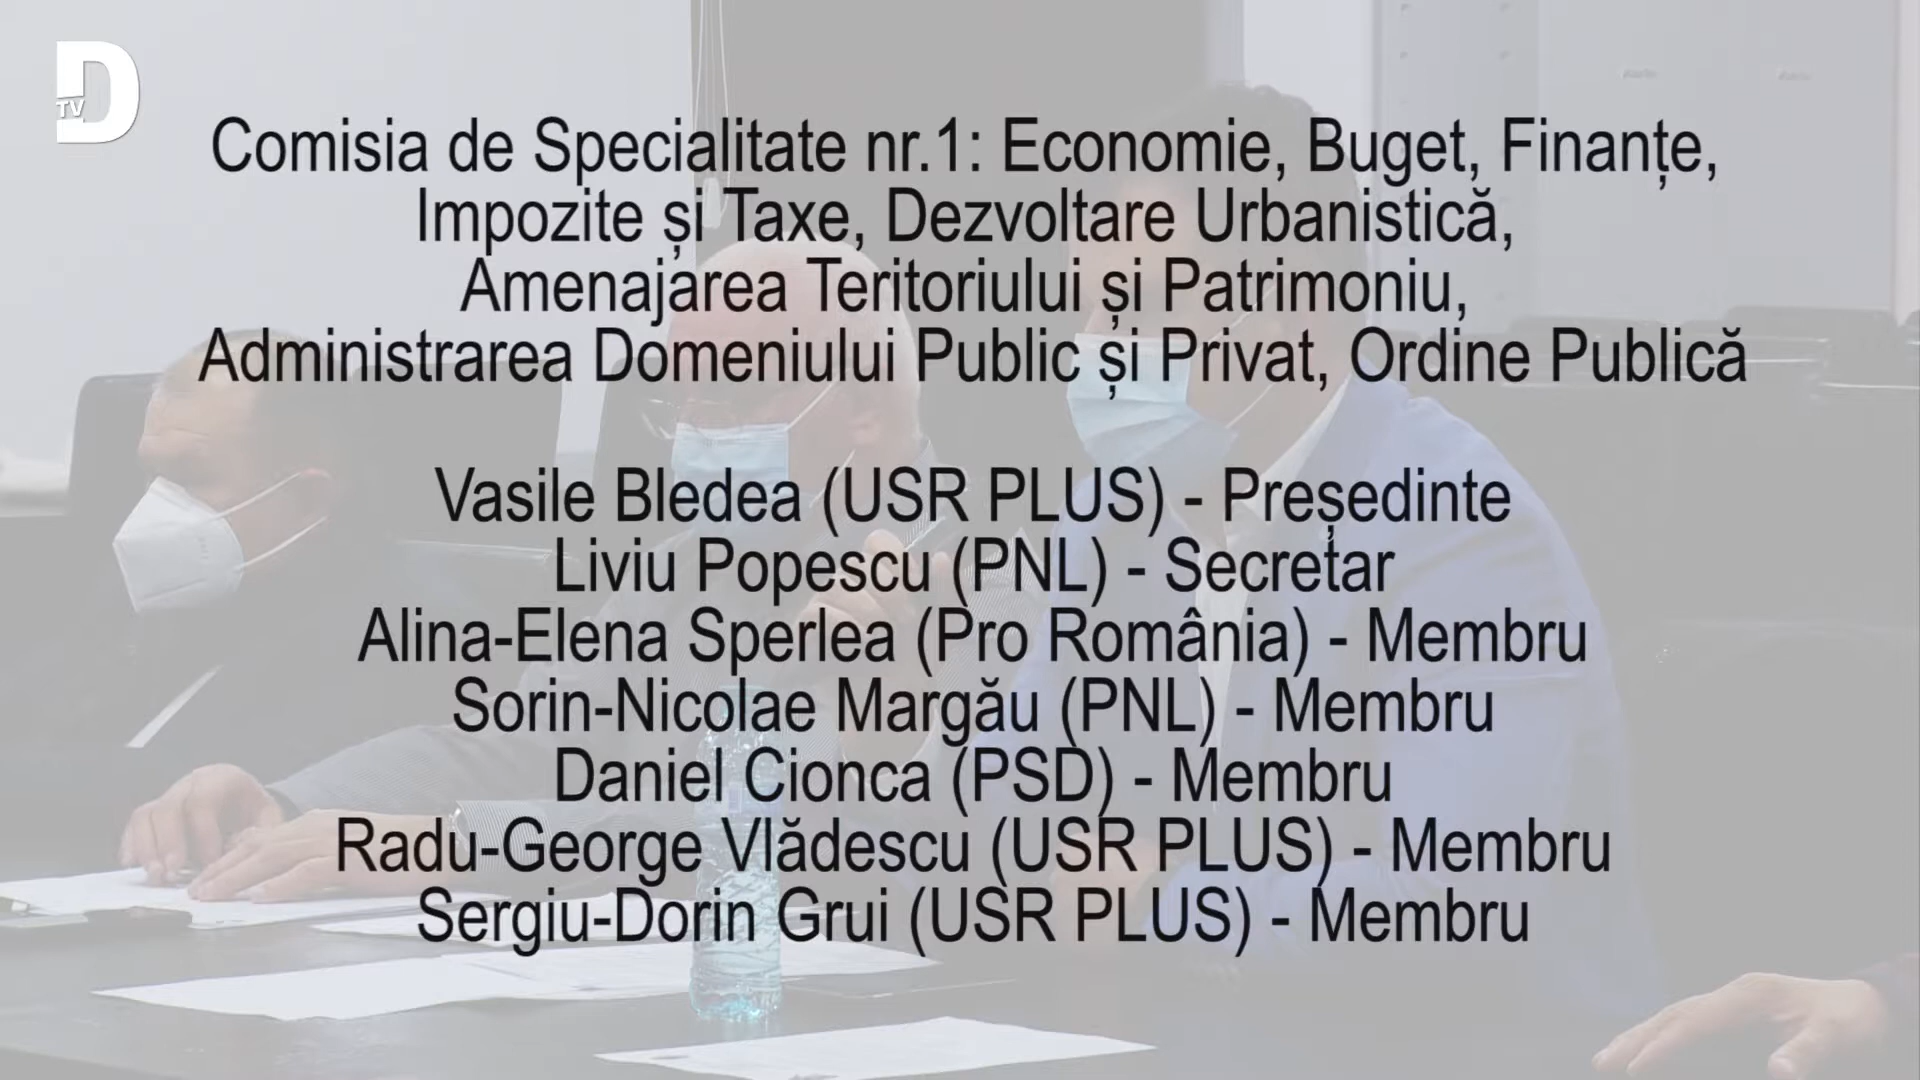 D
TV
Comisia de Specialitate nr.1: Economie, Buget, Finanțe,
Impozite și Taxe, Dezvoltare Urbanistică,
Amenajarea Teritoriului și Patrimoniu,
Administrarea Domeniului Public și Privat, Ordine Publică
Vasile Bledea (USR PLUS) - Președinte
Liviu Popescu (PNL) - Secretar
Alina-Elena Sperlea (Pro România) - Membru
Sorin-Nicolae Margău (PNL) - Membru
Daniel Cionca (PSD) - Membru
Radu-George Vlădescu (USR PLUS) - Membru
Sergiu-Dorin Grui (USR PLUS) - Membru